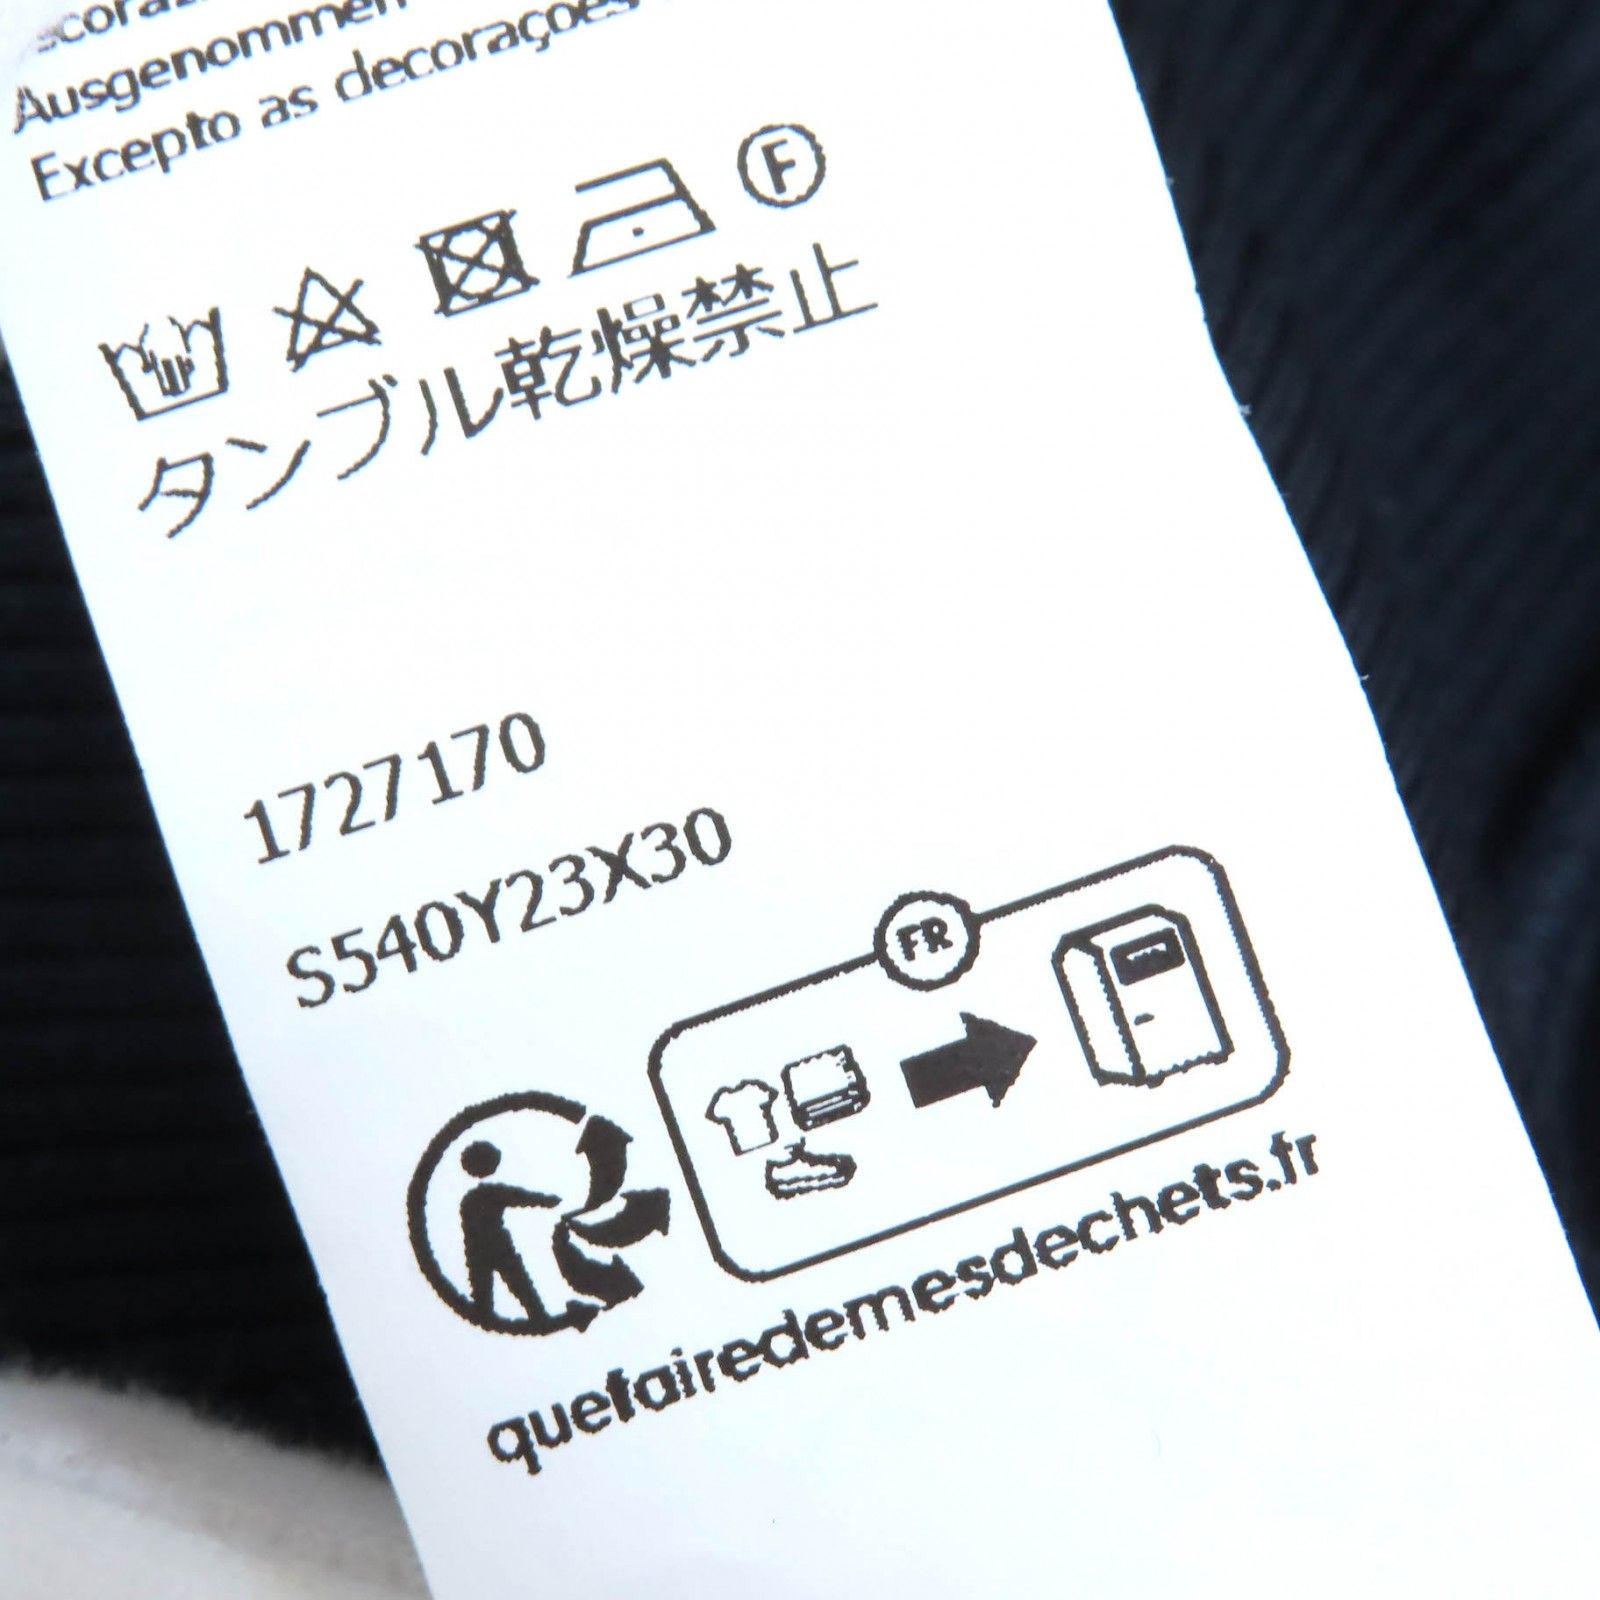 Ausgenommen
Excepto as decorações
F
タンブル乾燥禁止
1727170
S540Y23X30
FR
quefairedemesdechets.fr